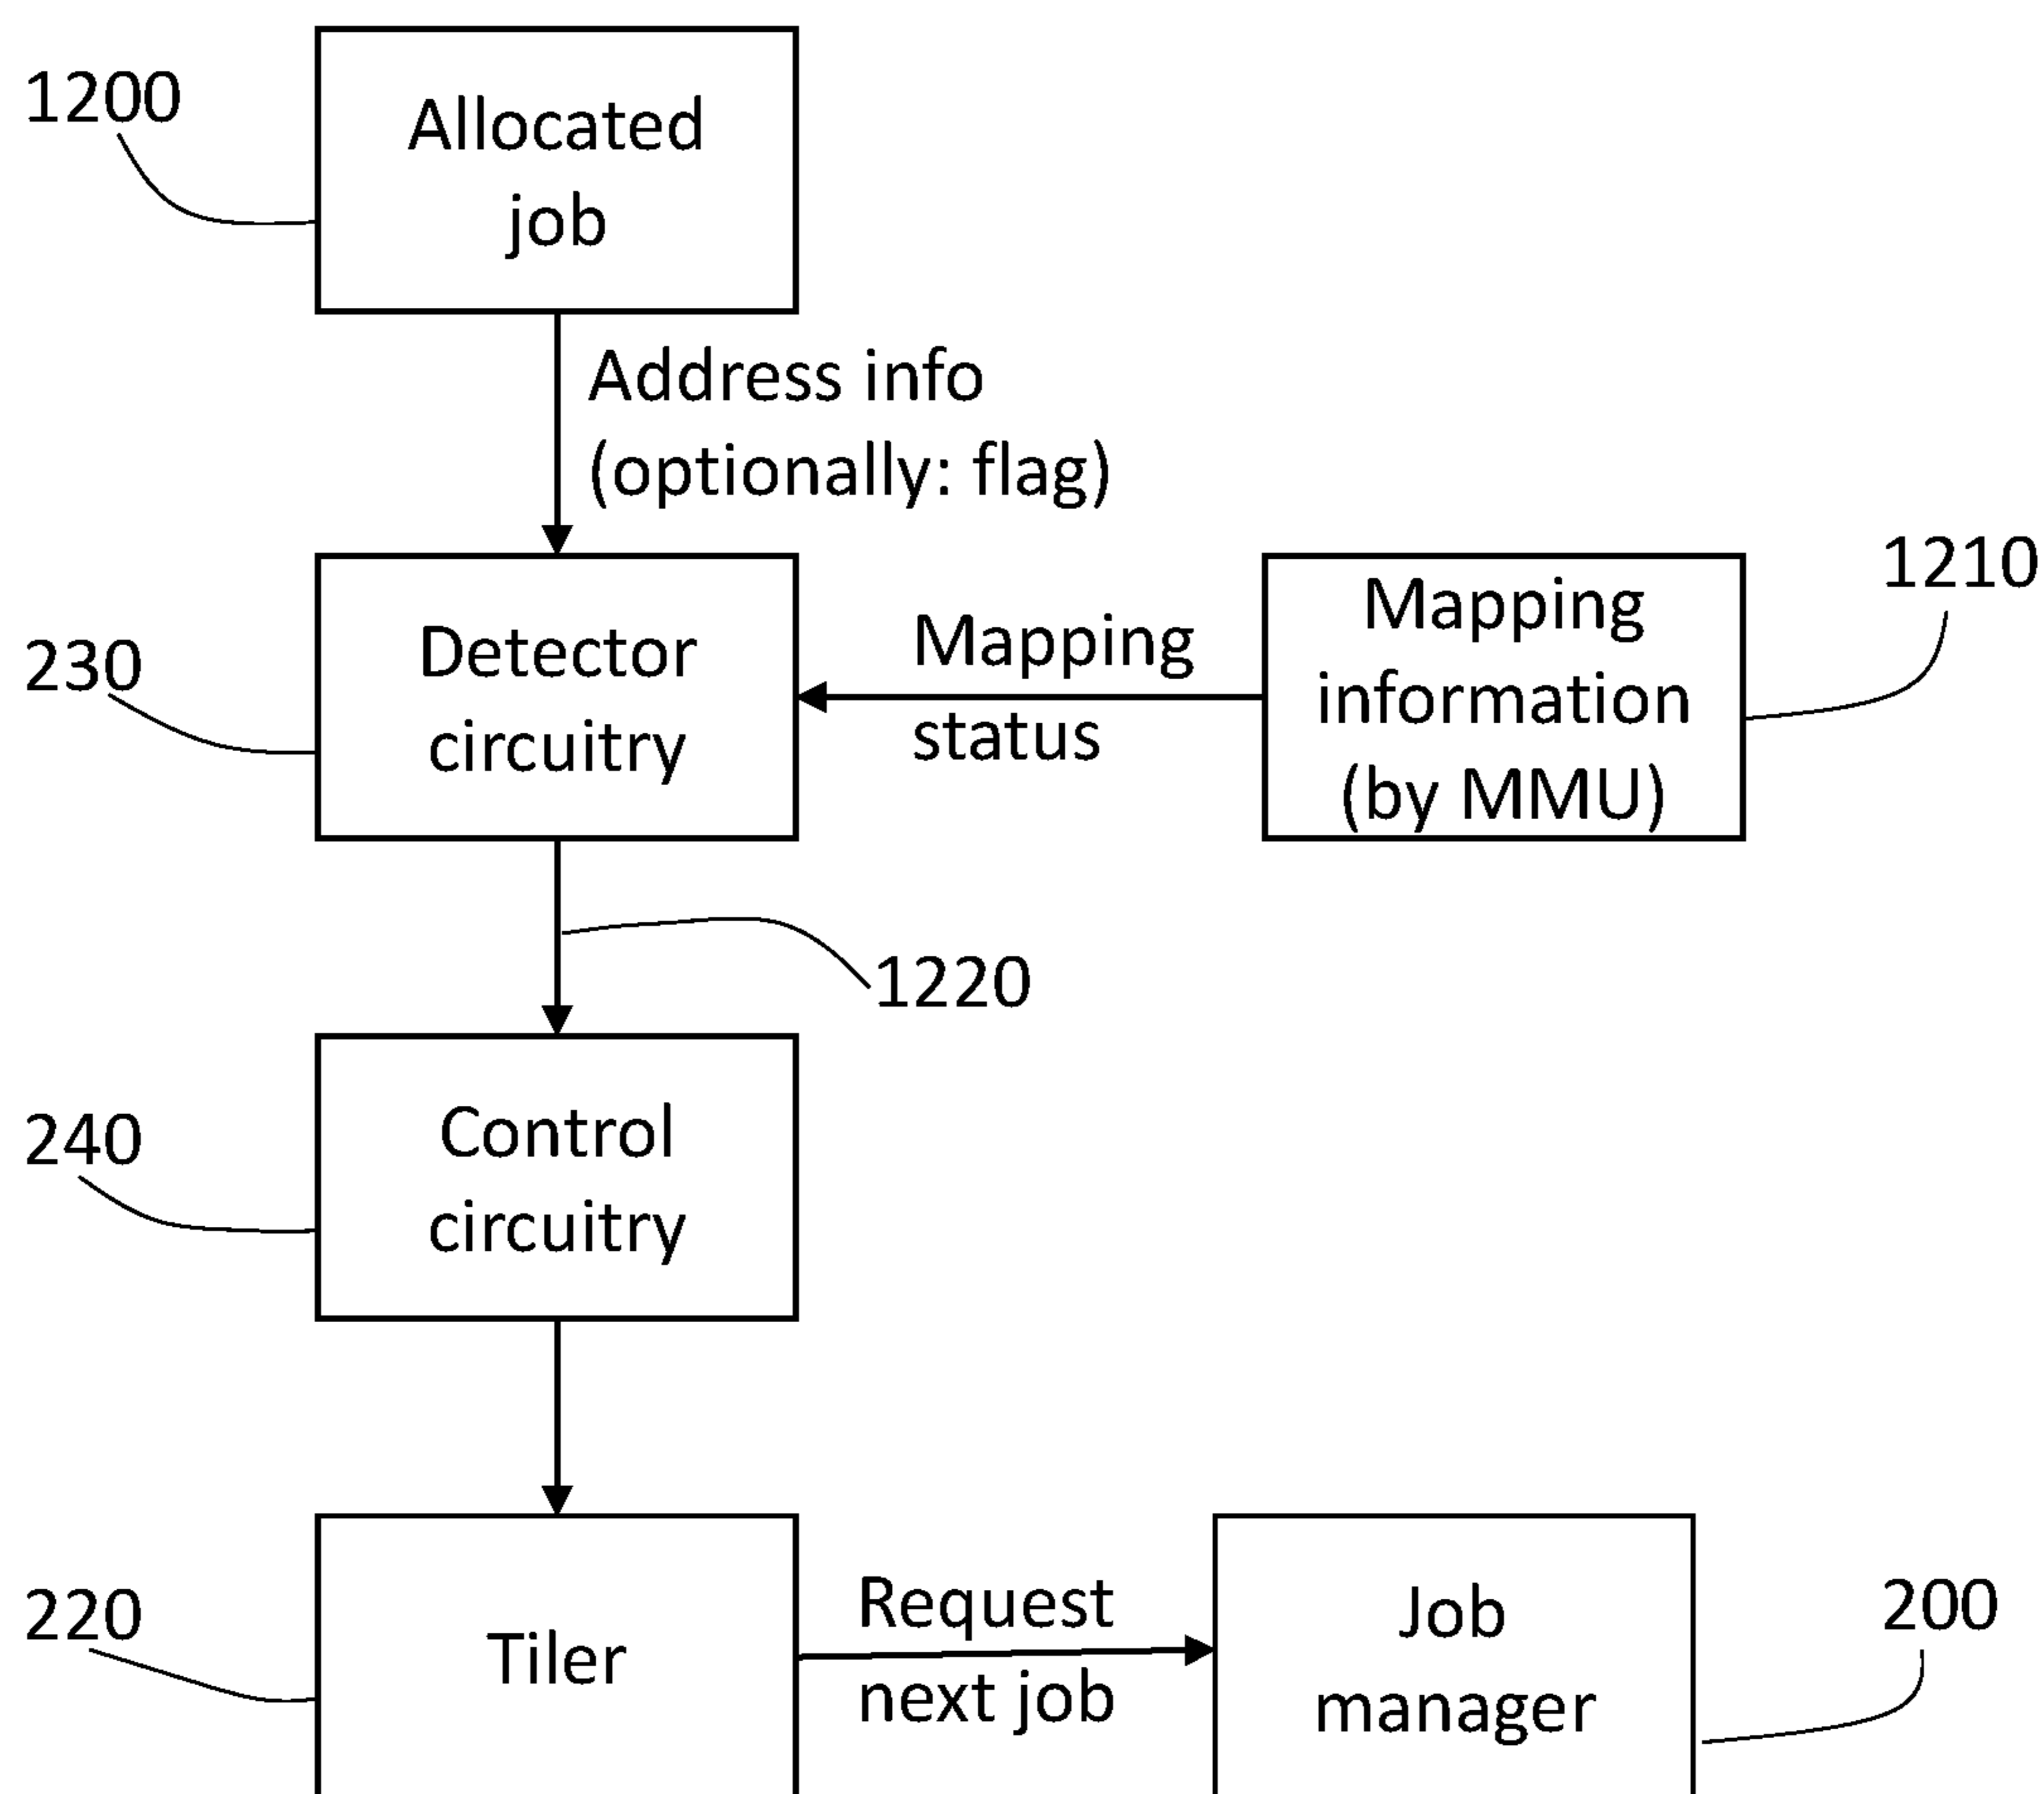 1200
Allocated
job
Address info
(optionally: flag)
230
Detector
circuitry
Mapping
status
Mapping
information
(by MMU)
1210
1220
240
Control
circuitry
220
Tiler
Request
next job
Job
manager
200